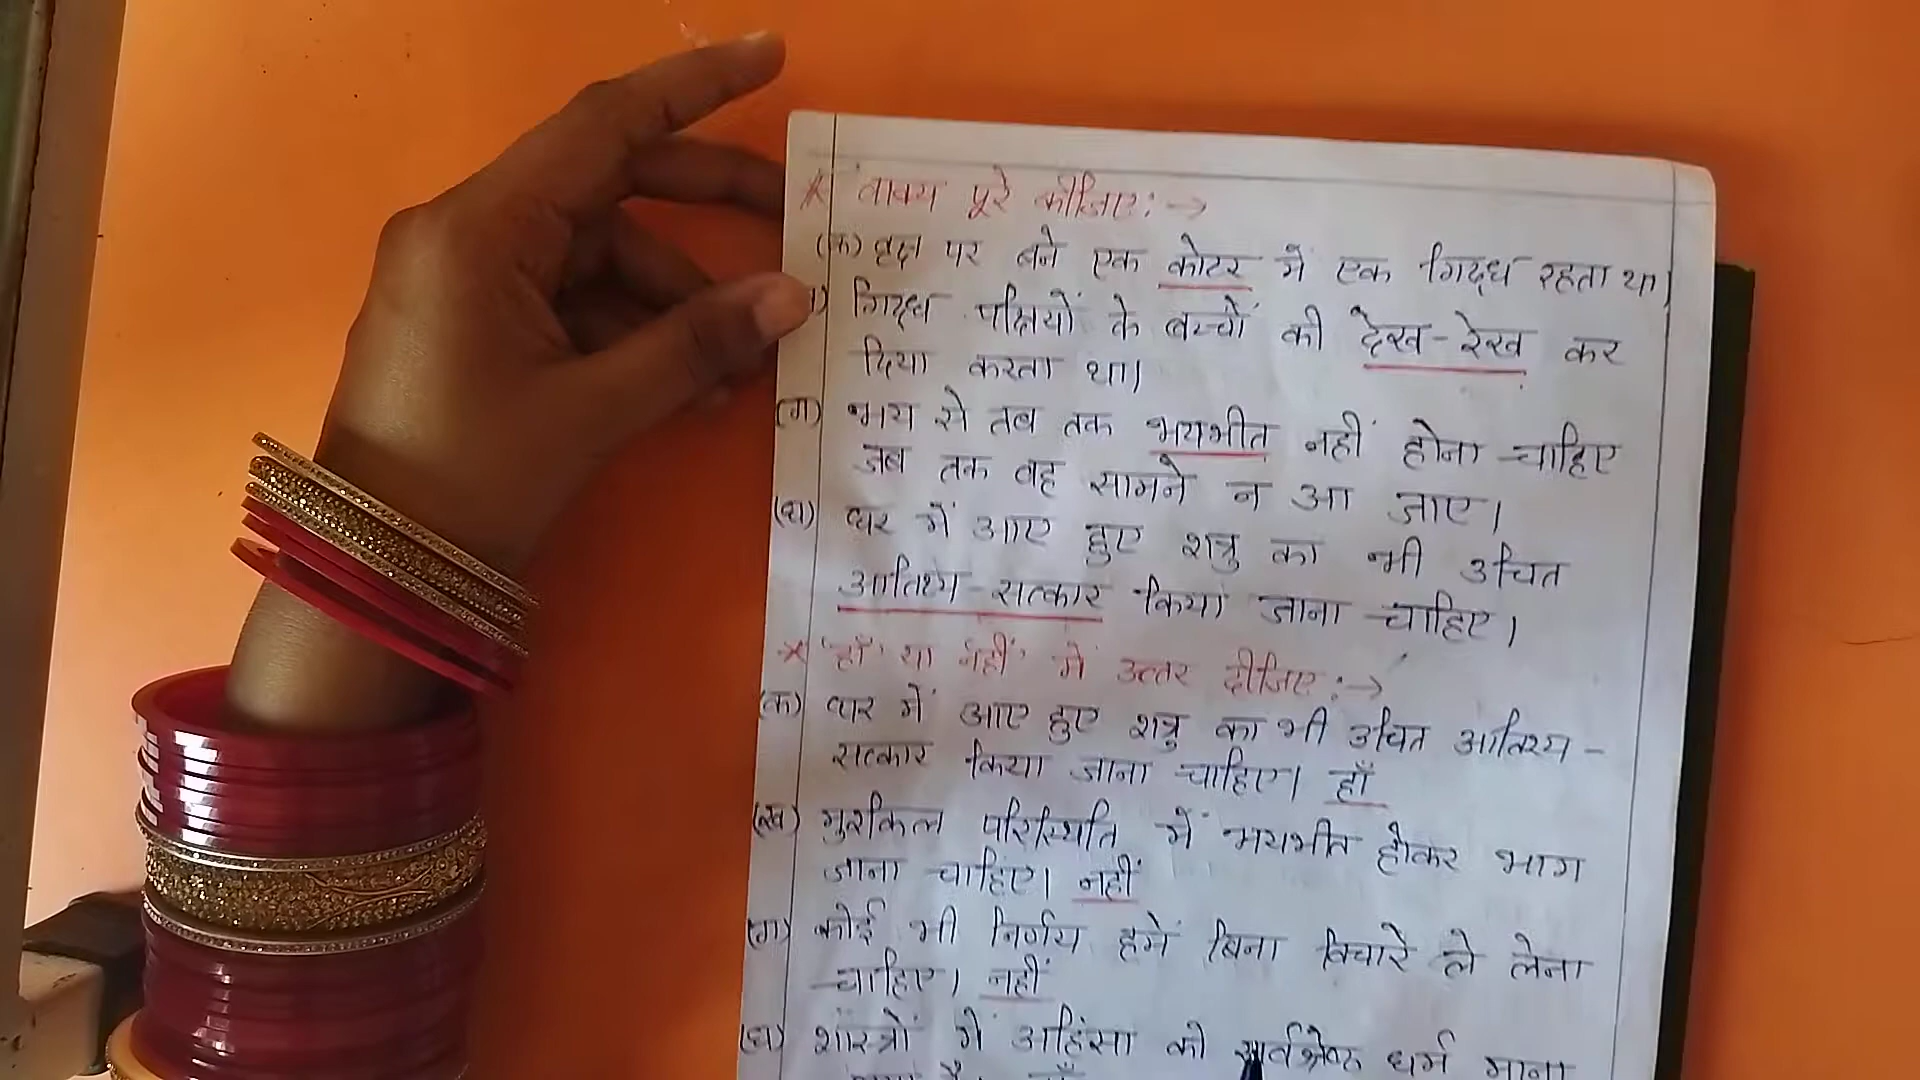 * वाक्य पूरे कीजिए:→
(क) वृक्ष पर बने एक कोटर में एक गिद्ध रहता था।
गिद्ध पक्षियों के बच्चों की देख-रेख कर
दिया करता था।
(ग) भय से तब तक भयभीत नहीं होना चाहिए
जब तक वह सामने न आ जाए।
(घ) घर में आए हुए शत्रु का भी उचित
आतिथ्य-सत्कार किया जाना चाहिए।
* 'हाँ' या 'नहीं' में उत्तर दीजिए:→
(क) घर में आए हुए शत्रु का भी उचित आतिथ्य-
सत्कार किया जाना चाहिए। हाँ
(ख) मुश्किल परिस्थिति में भयभीत होकर भाग
जाना चाहिए। नहीं
(ग) कोई भी निर्णय हमें बिना विचारे ले लेना
चाहिए। नहीं
(घ) शास्त्रों में अहिंसा को सर्वश्रेष्ठ धर्म माना